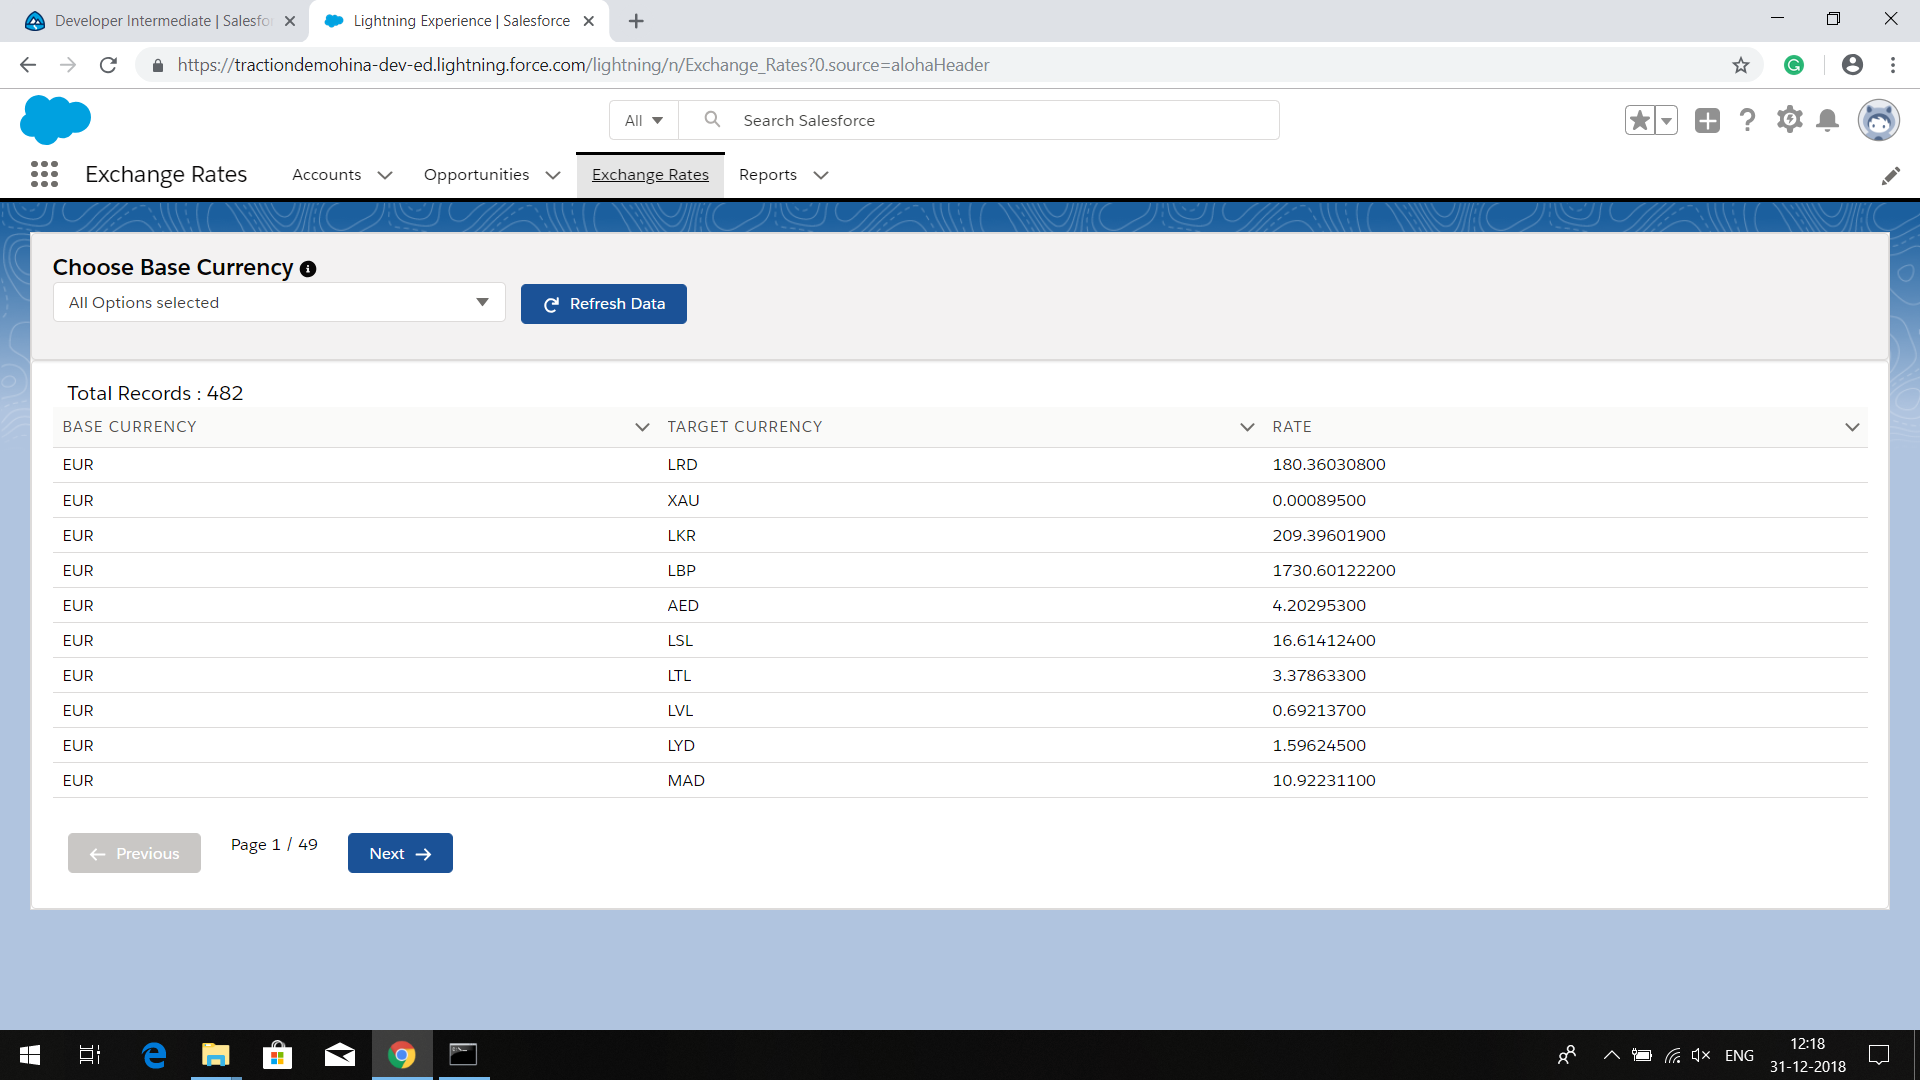 Developer Intermediate | Salesfor
Lightning Experience | Salesforce
https://tractiondemohina-dev-ed.lightning.force.com/lightning/n/Exchange_Rates?0.source=alohaHeader
All
Search Salesforce
Exchange Rates
Accounts
Opportunities
Exchange Rates
Reports
Choose Base Currency
All Options selected
Refresh Data
Total Records : 482
BASE CURRENCY TARGET CURRENCY RATE
EUR LRD 180.36030800
EUR XAU 0.00089500
EUR LKR 209.39601900
EUR LBP 1730.60122200
EUR AED 4.20295300
EUR LSL 16.61412400
EUR LTL 3.37863300
EUR LVL 0.69213700
EUR LYD 1.59624500
EUR MAD 10.92231100
Previous
Page 1 / 49
Next
ENG
12:18
31-12-2018